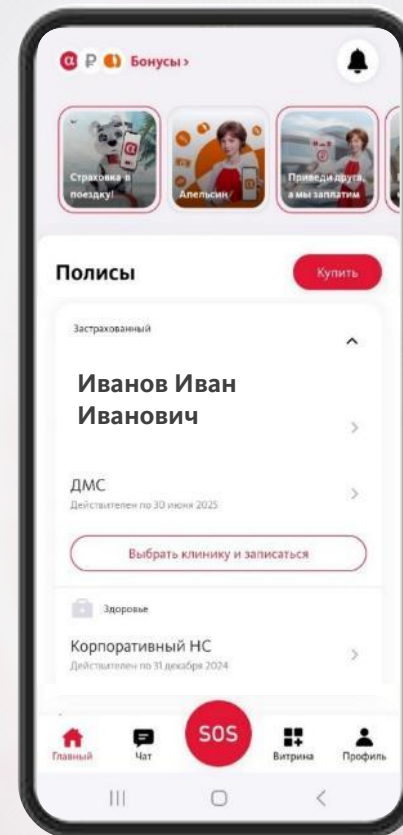 Бонусы >
Страховка в
поездку!
Апельсин
Приведи друга,
а мы заплатим
Полисы
Купить
Застрахованный
Иванов Иван
Иванович
ДМС
Действителен по 30 июня 2025
Выбрать клинику и записаться
Здоровье
Корпоративный НС
Действителен по 31 декабря 2024
Главный
Чат
SOS
Витрина
Профиль